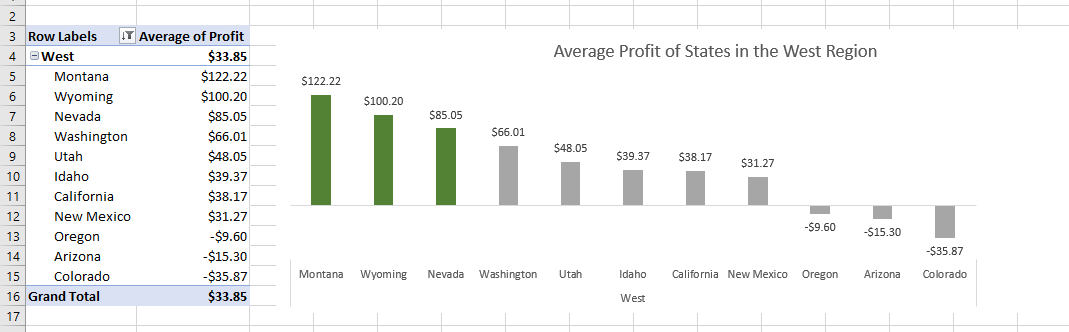 2
3 Row Labels Average of Profit
4 West $33.85
5 Montana $122.22
6 Wyoming $100.20
7 Nevada $85.05
8 Washington $66.01
9 Utah $48.05
10 Idaho $39.37
11 California $38.17
12 New Mexico $31.27
13 Oregon -$9.60
14 Arizona -$15.30
15 Colorado -$35.87
16 Grand Total $33.85
17
Average Profit of States in the West Region
$122.22
$100.20
$85.05
$66.01
$48.05
$39.37
$38.17
$31.27
-$9.60
-$15.30
-$35.87
Montana Wyoming Nevada Washington Utah Idaho California New Mexico Oregon Arizona Colorado
West